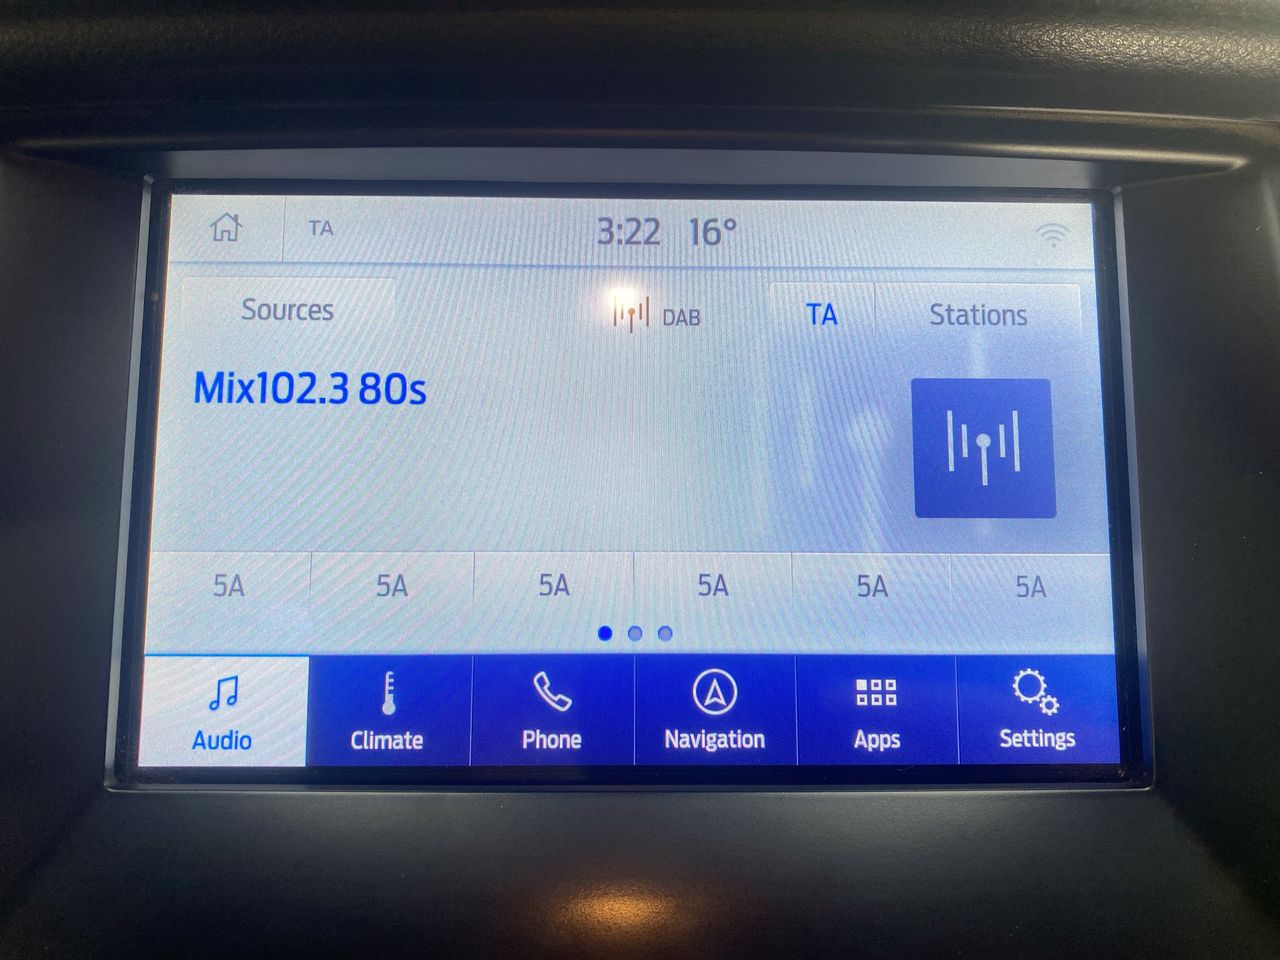 TA 3:22 16°
Sources DAB TA Stations
Mix102.3 80s
5A 5A 5A 5A 5A 5A
Audio Climate Phone Navigation Apps Settings